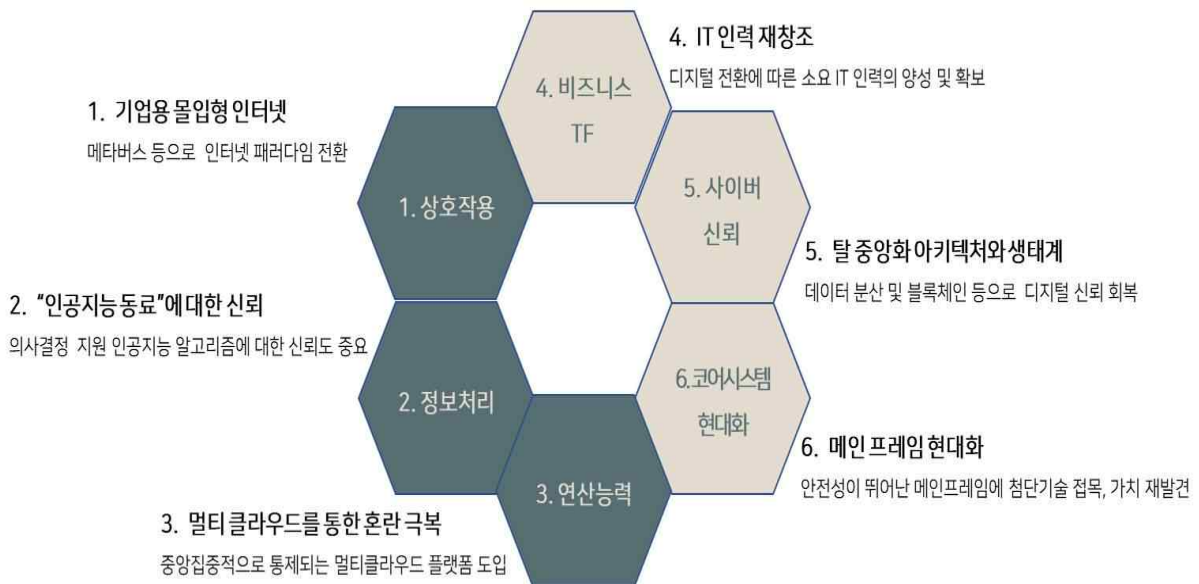 4. 비즈니스
TF
4. IT 인력 재창조
디지털 전환에 따른 소요 IT 인력의 양성 및 확보
1. 기업용 몰입형 인터넷
메타버스 등으로 인터넷 패러다임 전환
1. 상호작용
5. 사이버
신뢰
5. 탈 중앙화 아키텍처와 생태계
데이터 분산 및 블록체인 등으로 디지털 신뢰 회복
2. “인공지능 동료”에 대한 신뢰
의사결정 지원 인공지능 알고리즘에 대한 신뢰도 중요
2. 정보처리
6.코어시스템
현대화
6. 메인 프레임 현대화
안전성이 뛰어난 메인프레임에 첨단기술 접목, 가치 재발견
3. 연산능력
3. 멀티 클라우드를 통한 혼란 극복
중앙집중적으로 통제되는 멀티클라우드 플랫폼 도입